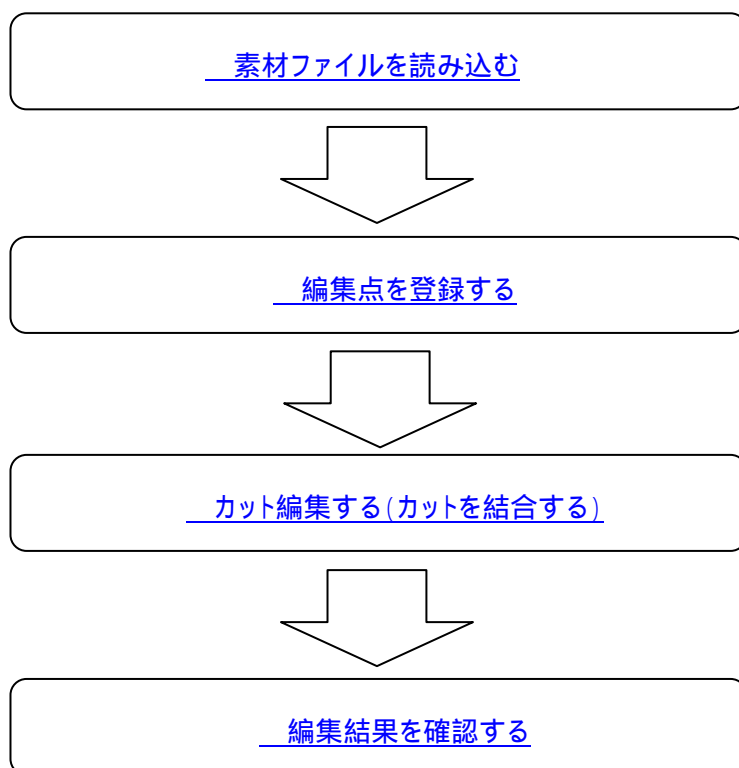 素材ファイルを読み込む
編集点を登録する
カット編集する(カットを結合する)
編集結果を確認する